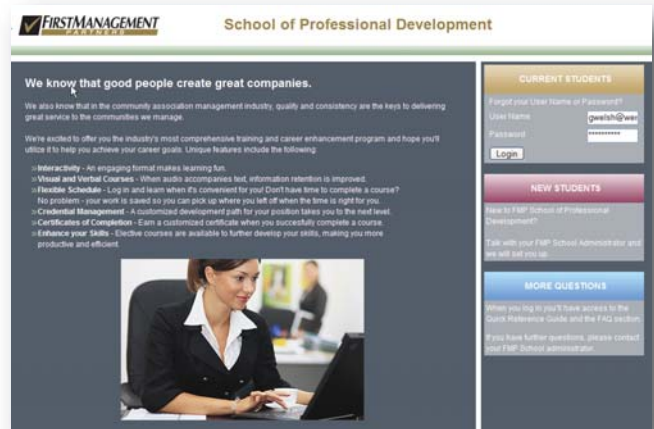 FIRSTMANAGEMENT
PARTNERS
School of Professional Development
We know that good people create great companies.
We also know that in the community association management industry, quality and consistency are the keys to delivering
great service to the communities we manage.
We're excited to offer you the industry's most comprehensive training and career enhancement program and hope you'll
utilize it to help you achieve your career goals. Unique features include the following:
» Interactivity - An engaging format makes learning fun.
» Visual and Verbal Courses - When audio accompanies text, information retention is improved.
» Flexible Schedule - Log in and learn when it's convenient for you! Don't have time to complete a course?
No problem - your work is saved so you can pick up where you left off when the time is right for you.
» Credential Management - A customized development path for your position takes you to the next level.
» Certificates of Completion - Earn a customized certificate when you succesfully complete a course.
» Enhance your Skills - Elective courses are available to further develop your skills, making you more
productive and efficient
CURRENT STUDENTS
Forgot your User Name or Password?
User Name gwelsh@wes
Password **********
Login
NEW STUDENTS
New to FMP School of Professional
Development?
Talk with your FMP School Administrator and
we will set you up.
MORE QUESTIONS
When you log in you'll have access to the
Quick Reference Guide and the FAQ section.
If you have further questions, please contact
your FMP School administrator.